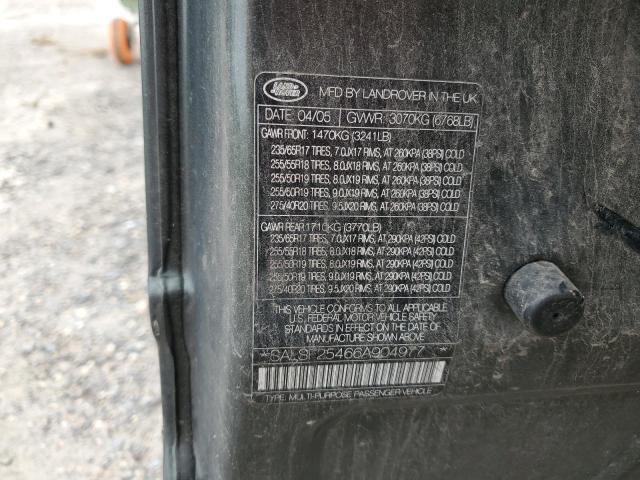 LAND
ROVER
MFD BY LANDROVER IN THE UK
DATE: 04/05 GVWR: 3070KG (6768LB)
GAWR FRONT: 1470KG (3241LB)
235/65R17 TIRES, 7.0JX17 RIMS, AT 260KPA (38PSI) COLD
255/55R18 TIRES, 8.0JX18 RIMS, AT 260KPA (38PSI) COLD
255/50R19 TIRES, 8.0JX19 RIMS, AT 260KPA (38PSI) COLD
255/50R19 TIRES, 9.0JX19 RIMS, AT 260KPA (38PSI) COLD
275/40R20 TIRES, 9.5JX20 RIMS, AT 260KPA (38PSI) COLD
GAWR REAR: 1710KG (3770LB)
235/65R17 TIRES, 7.0JX17 RIMS, AT 290KPA (42PSI) COLD
255/55R18 TIRES, 8.0JX18 RIMS, AT 290KPA (42PSI) COLD
255/50R19 TIRES, 8.0JX19 RIMS, AT 290KPA (42PSI) COLD
255/50R19 TIRES, 9.0JX19 RIMS, AT 290KPA (42PSI) COLD
275/40R20 TIRES, 9.5JX20 RIMS, AT 290KPA (42PSI) COLD
THIS VEHICLE CONFORMS TO ALL APPLICABLE
U.S. FEDERAL MOTOR VEHICLE SAFETY
STANDARDS IN EFFECT ON THE DATE OF
MANUFACTURE SHOWN ABOVE
*SALSF25466A904977*
TYPE: MULTI-PURPOSE PASSENGER VEHICLE